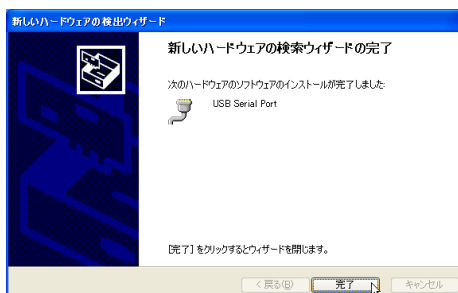 新しいハードウェアの検出ウィザード
新しいハードウェアの検索ウィザードの完了
次のハードウェアのソフトウェアのインストールが完了しました:
USB Serial Port
[完了] をクリックするとウィザードを閉じます。
< 戻る(B)
完了
キャンセル